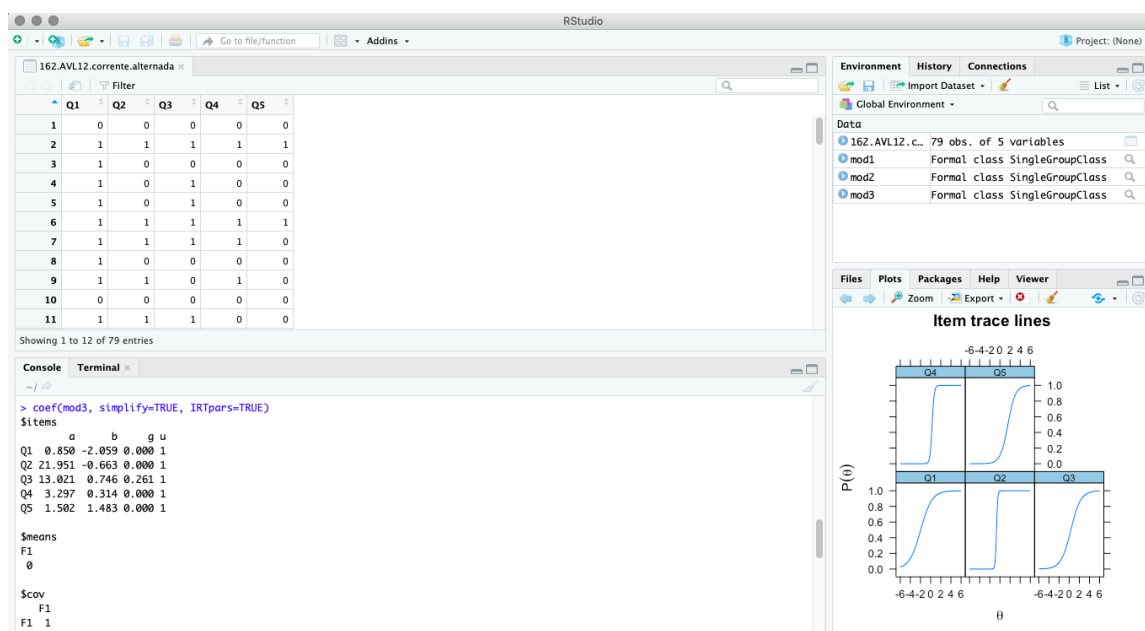 RStudio
Go to file/function
Addins
Project: (None)
162.AVL12.corrente.alternada
Filter
Q1 Q2 Q3 Q4 Q5
1 0 0 0 0 0
2 1 1 1 1 1
3 1 0 0 0 0
4 1 0 1 0 0
5 1 0 1 0 0
6 1 1 1 1 1
7 1 1 1 1 0
8 1 0 0 0 0
9 1 1 0 1 0
10 0 0 0 0 0
11 1 1 1 0 0
Showing 1 to 12 of 79 entries
Console Terminal
~/
> coef(mod3, simplify=TRUE, IRTpars=TRUE)
$items
a b g u
Q1 0.850 -2.059 0.000 1
Q2 21.951 -0.663 0.000 1
Q3 13.021 0.746 0.261 1
Q4 3.297 0.314 0.000 1
Q5 1.502 1.483 0.000 1
$means
F1
0
$cov
F1
F1 1
Environment History Connections
Import Dataset List
Global Environment
Data
162.AVL12.c… 79 obs. of 5 variables
mod1 Formal class SingleGroupClass
mod2 Formal class SingleGroupClass
mod3 Formal class SingleGroupClass
Files Plots Packages Help Viewer
Zoom Export
Item trace lines
-6-4-2 0 2 4 6
Q4 Q5
1.0
0.8
0.6
0.4
0.2
0.0
P(θ)
Q1 Q2 Q3
1.0
0.8
0.6
0.4
0.2
0.0
-6-4-2 0 2 4 6 -6-4-2 0 2 4 6
θ